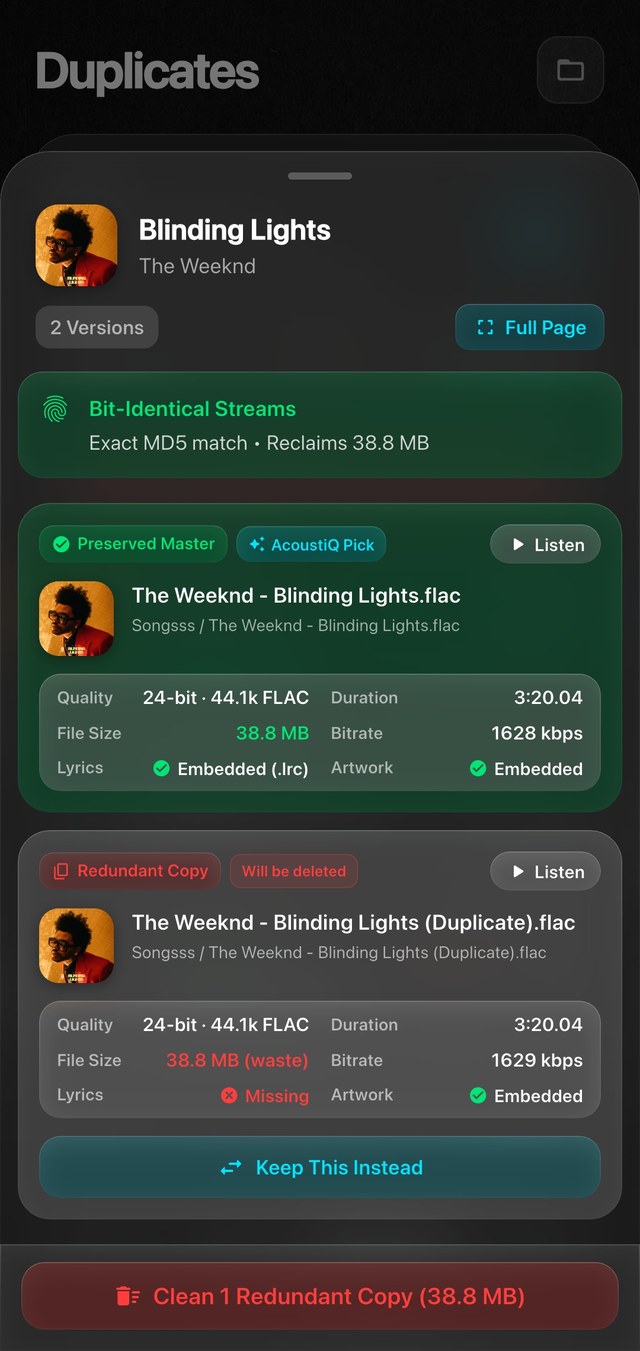 Duplicates
Blinding Lights
The Weeknd
2 Versions
Full Page
Bit-Identical Streams
Exact MD5 match • Reclaims 38.8 MB
Preserved Master
AcoustiQ Pick
Listen
The Weeknd - Blinding Lights.flac
Songsss / The Weeknd - Blinding Lights.flac
Quality 24-bit · 44.1k FLAC Duration 3:20.04
File Size 38.8 MB Bitrate 1628 kbps
Lyrics Embedded (.lrc) Artwork Embedded
Redundant Copy
Will be deleted
Listen
The Weeknd - Blinding Lights (Duplicate).flac
Songsss / The Weeknd - Blinding Lights (Duplicate).flac
Quality 24-bit · 44.1k FLAC Duration 3:20.04
File Size 38.8 MB (waste) Bitrate 1629 kbps
Lyrics Missing Artwork Embedded
Keep This Instead
Clean 1 Redundant Copy (38.8 MB)